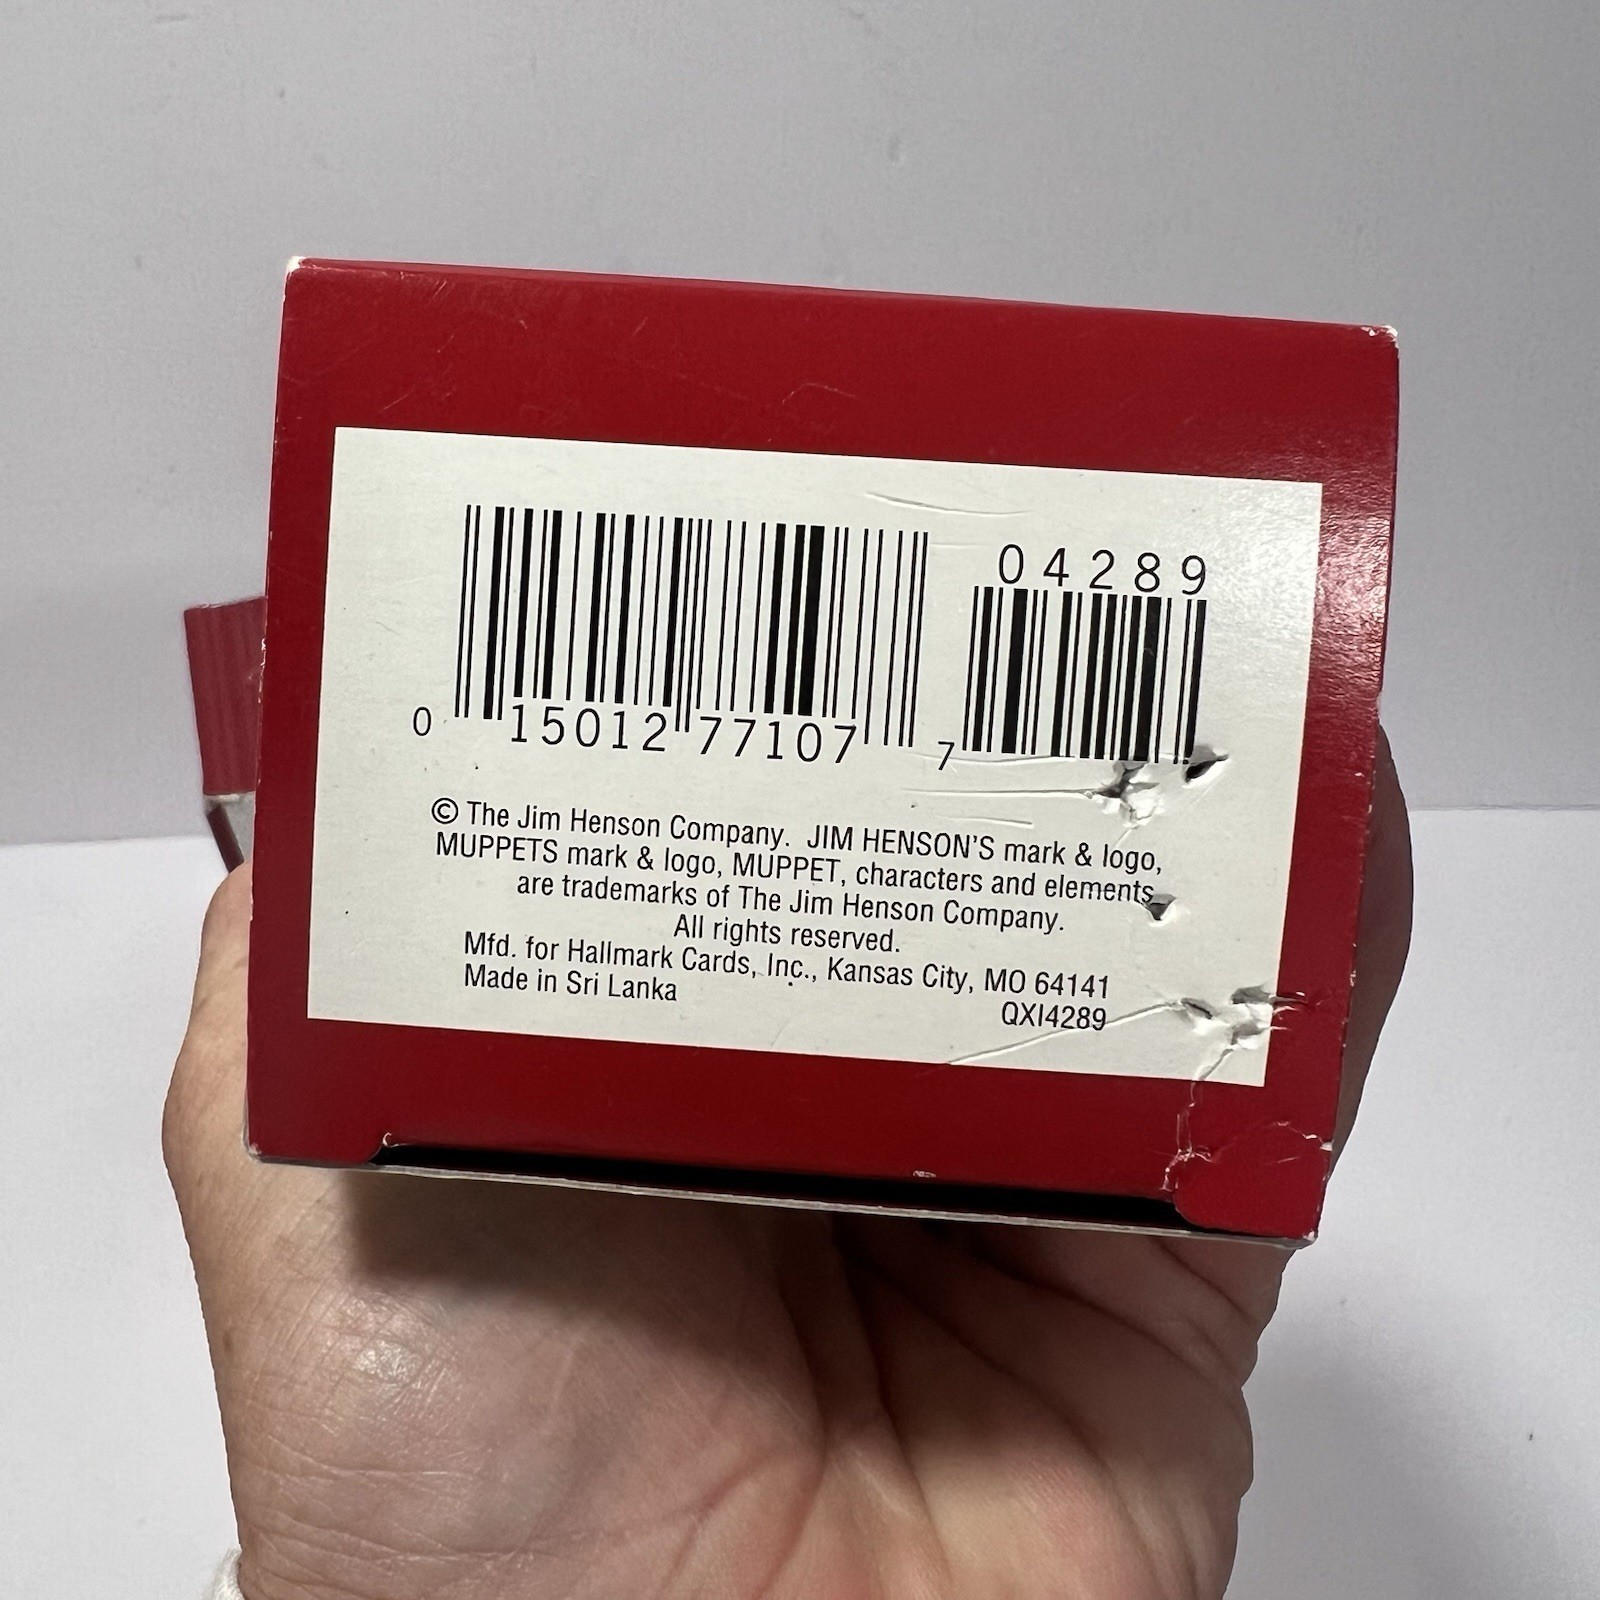 04289
0 15012 77107 7
© The Jim Henson Company. JIM HENSON'S mark & logo,
MUPPETS mark & logo, MUPPET, characters and elements
are trademarks of The Jim Henson Company.
All rights reserved.
Mfd. for Hallmark Cards, Inc., Kansas City, MO 64141
Made in Sri Lanka QXI4289